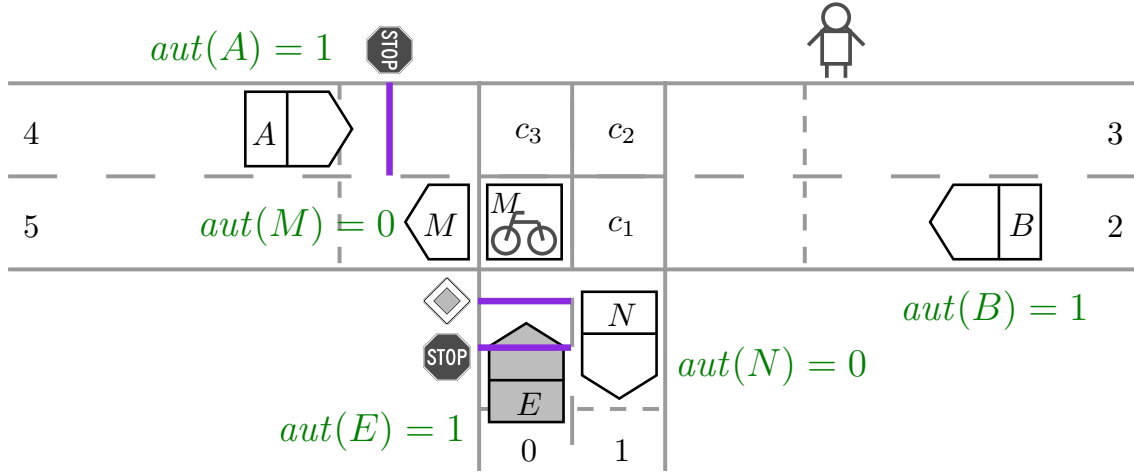 aut(A) = 1
STOP
4
A
c₃
c₂
3
5
aut(M) = 0
M
M
c₁
B
2
aut(B) = 1
N
STOP
aut(N) = 0
E
aut(E) = 1
0
1